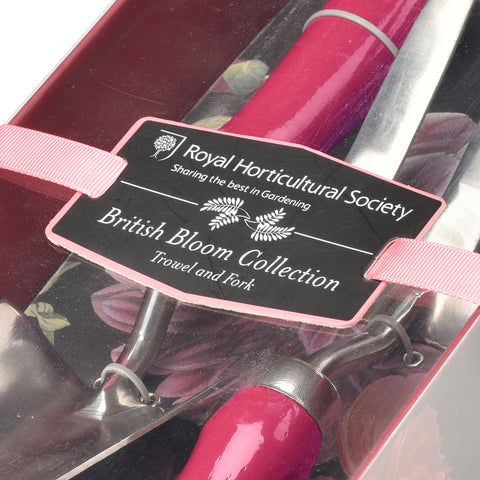 Royal Horticultural Society
Sharing the best in Gardening
British Bloom Collection
Trowel and Fork